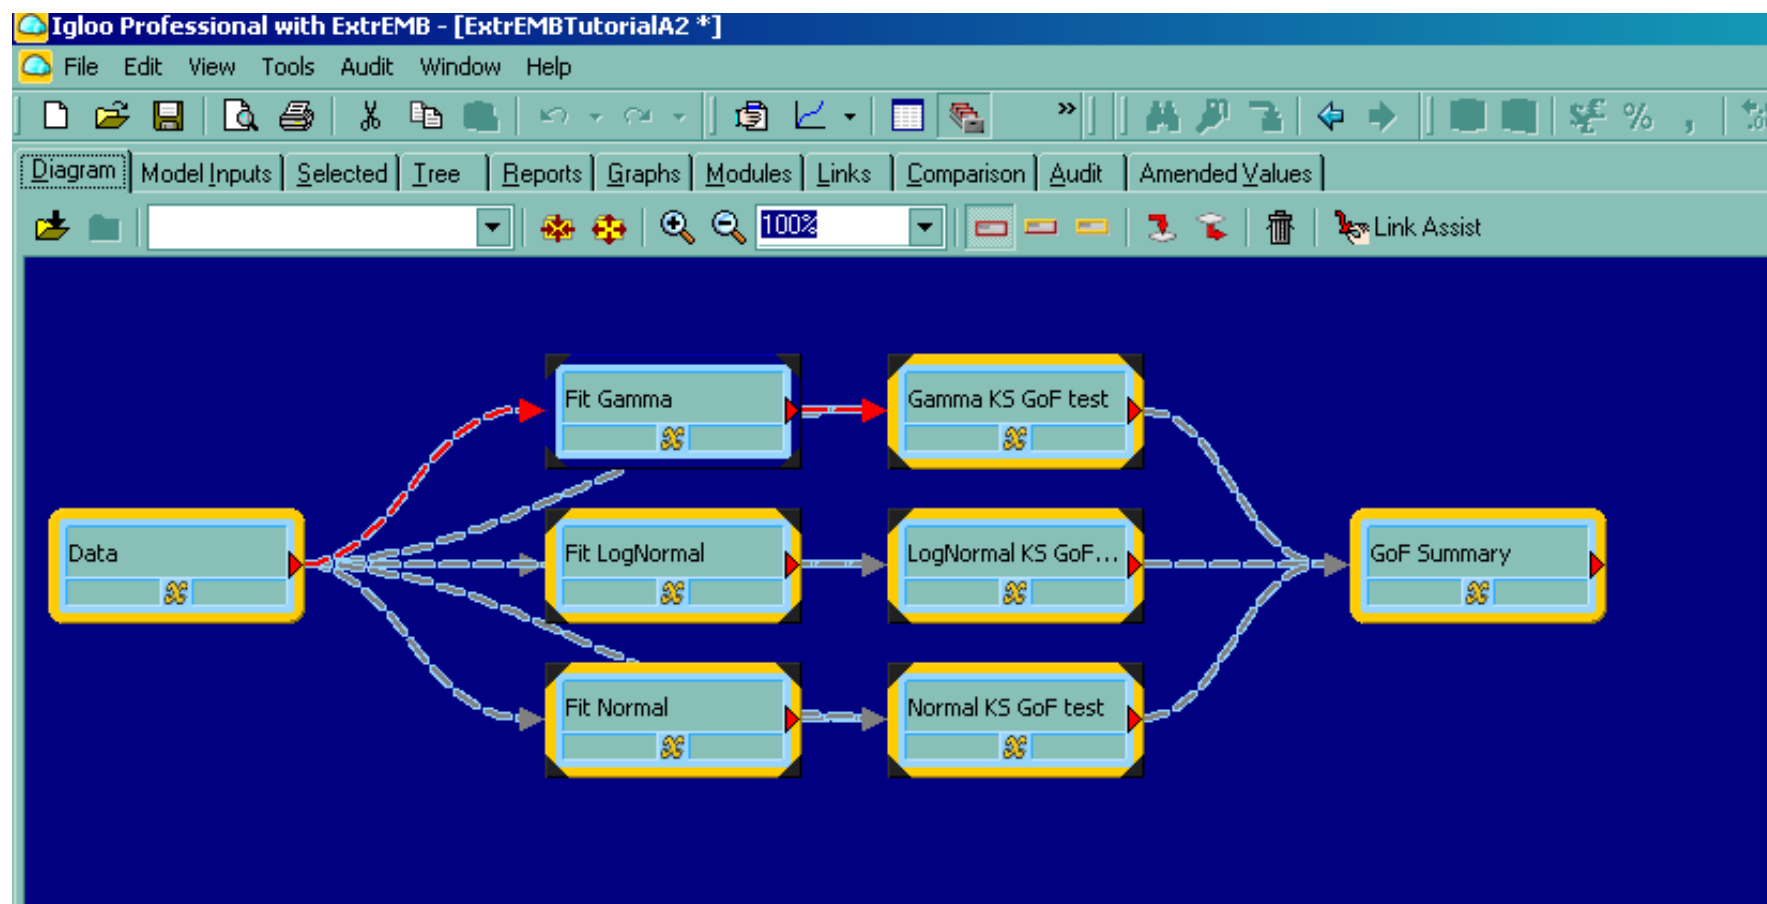 Igloo Professional with ExtrEMB - [ExtrEMBTutorialA2 *]
File Edit View Tools Audit Window Help
Diagram Model Inputs Selected Tree Reports Graphs Modules Links Comparison Audit Amended Values
100% Link Assist
Fit Gamma Gamma KS GoF test
Data Fit LogNormal LogNormal KS GoF... GoF Summary
Fit Normal Normal KS GoF test